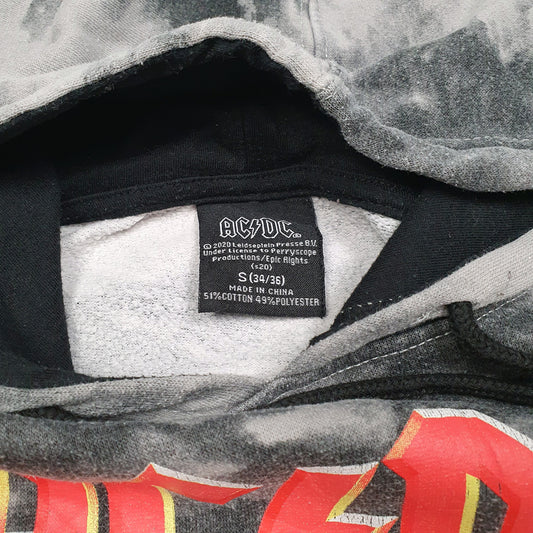 AC⚡DC
© 2020 Leidseplein Presse B.V.
Under License to Perryscope
Productions/Epic Rights
(s20)
S (34/36)
MADE IN CHINA
51%COTTON 49%POLYESTER